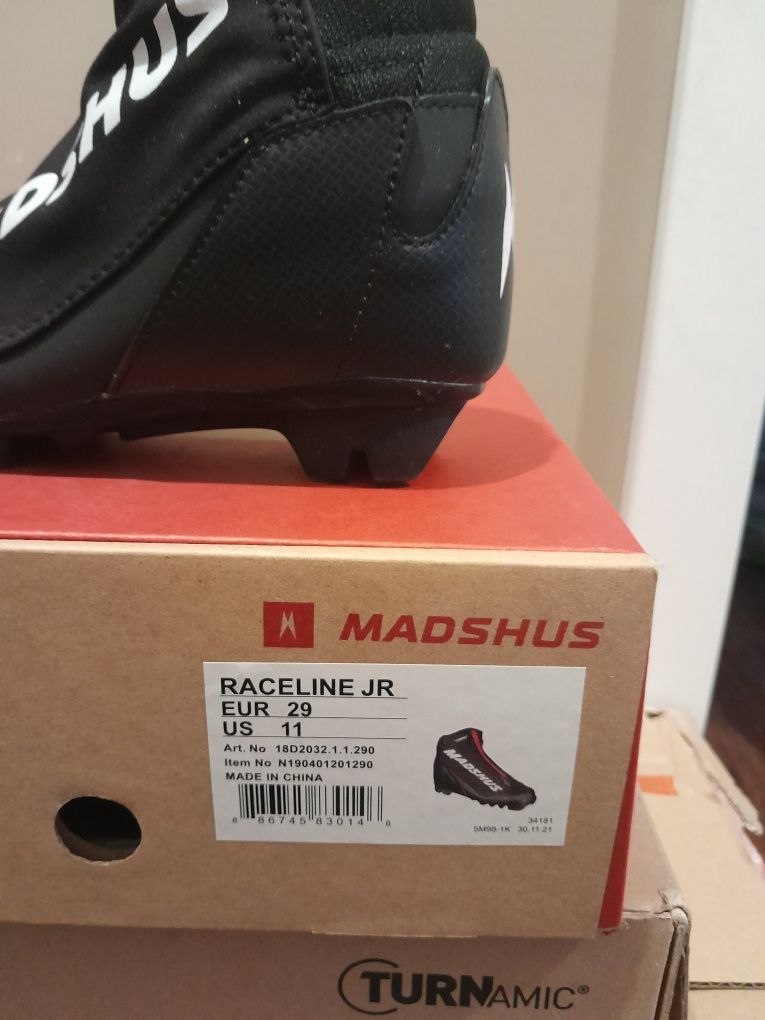 MADSHUS
MADSHUS
RACELINE JR
EUR 29
US 11
Art. No 18D2032.1.1.290
Item No N190401201290
MADE IN CHINA
8 86745 83014 6
MADSHUS
34181
5M98-1K 30.11.21
TURNAMIC®